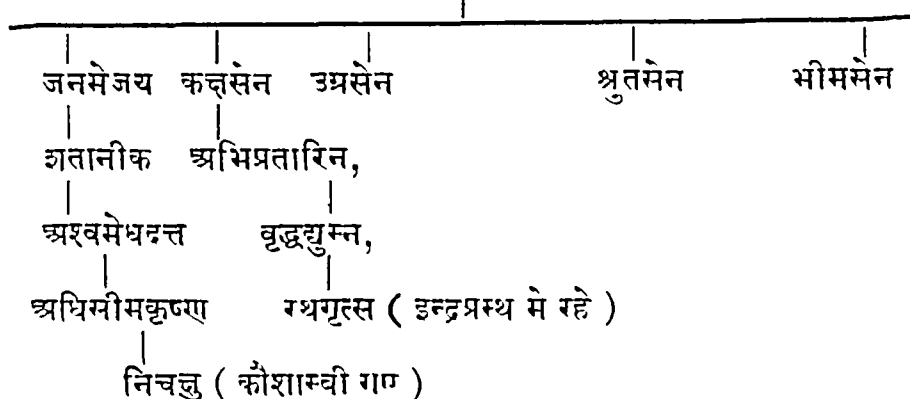 जनमेजय कक्षसेन उग्रसेन श्रुतसेन भीमसेन
शतानीक अभिप्रतारिन,
अश्वमेधदत्त वृद्धद्युम्न,
अधिसीमकृष्ण रथगृत्स ( इन्द्रप्रस्थ मे रहे )
निचक्षु ( कौशाम्बी गए )